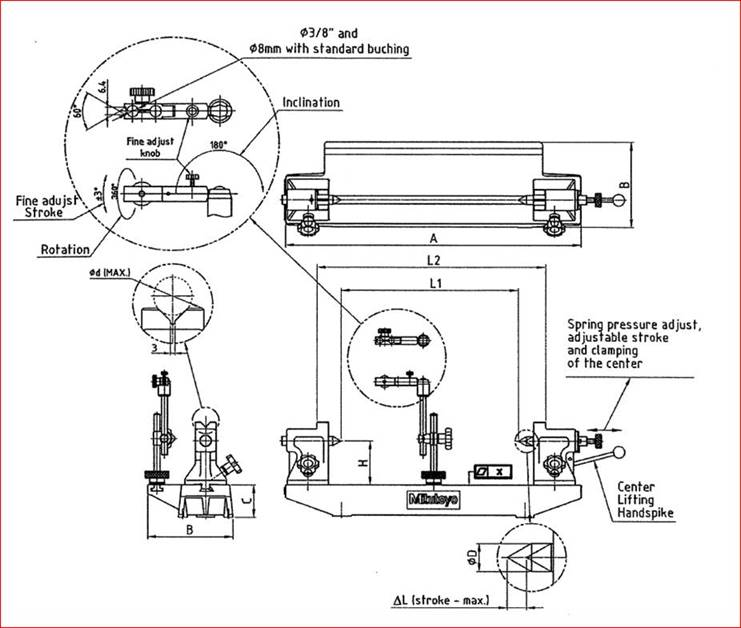 Ø3/8" and
Ø8mm with standard buching
6.4
60°
Inclination
Fine adjust
knob
180°
Fine adjst
Stroke
±3°
360°
Rotation
B
A
L2
L1
Ød (MAX.)
3
Spring pressure adjust,
adjustable stroke
and clamping
of the center
H
X
Mitutoyo
C
B
Center
Lifting
Handspike
ØD
ΔL (stroke - max.)